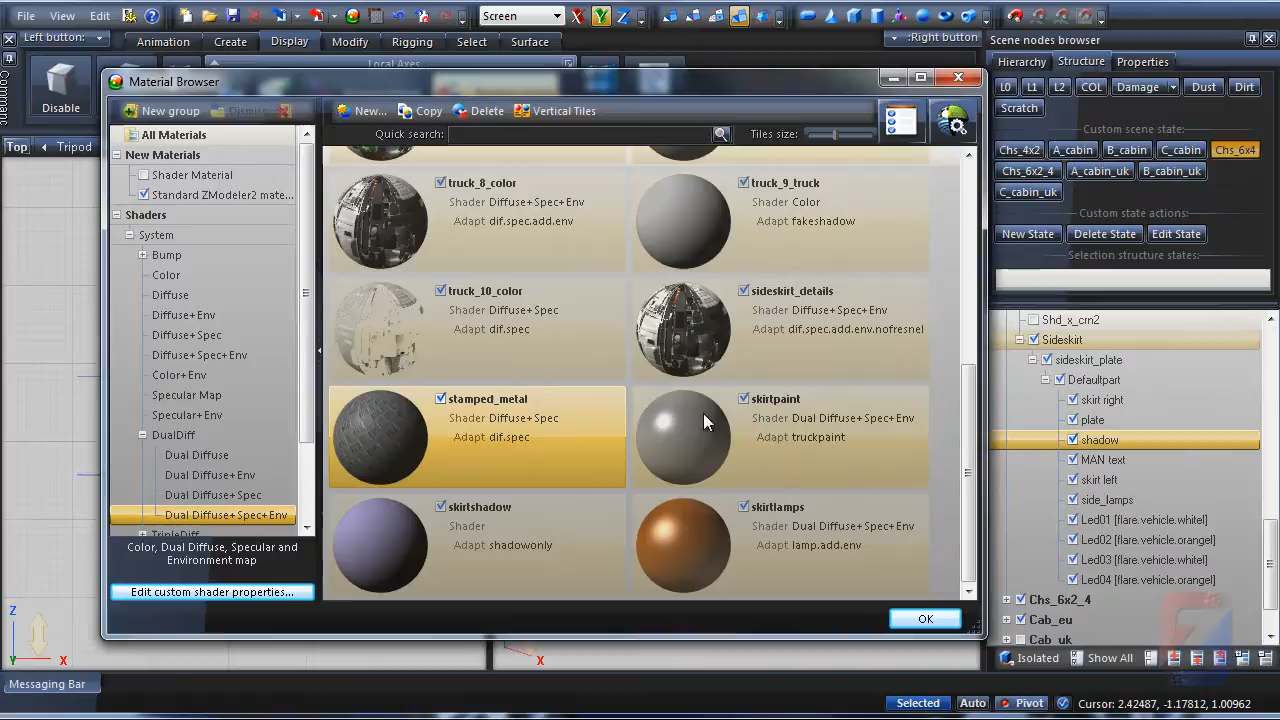 File View Edit Screen
Left button: Animation Create Display Modify Rigging Select Surface :Right button
Local Axes
Disable
Top Tripod
Material Browser
New group Dismiss New... Copy Delete Vertical Tiles
Quick search: Tiles size:
All Materials
New Materials
Shader Material
Standard ZModeler2 mate...
Shaders
System
Bump
Color
Diffuse
Diffuse+Env
Diffuse+Spec
Diffuse+Spec+Env
Color+Env
Specular Map
Specular+Env
DualDiff
Dual Diffuse
Dual Diffuse+Env
Dual Diffuse+Spec
Dual Diffuse+Spec+Env
TripleDiff
Color, Dual Diffuse, Specular and
Environment map
Edit custom shader properties...
truck_8_color
Shader Diffuse+Spec+Env
Adapt dif.spec.add.env
truck_9_truck
Shader Color
Adapt fakeshadow
truck_10_color
Shader Diffuse+Spec
Adapt dif.spec
sideskirt_details
Shader Diffuse+Spec+Env
Adapt dif.spec.add.env.nofresnel
stamped_metal
Shader Diffuse+Spec
Adapt dif.spec
skirtpaint
Shader Dual Diffuse+Spec+Env
Adapt truckpaint
skirtshadow
Shader
Adapt shadowonly
skirtlamps
Shader Dual Diffuse+Spec+Env
Adapt lamp.add.env
OK
Scene nodes browser
Hierarchy Structure Properties
L0 L1 L2 COL Damage Dust Dirt
Scratch
Custom scene state:
Chs_4x2 A_cabin B_cabin C_cabin Chs_6x4
Chs_6x2_4 A_cabin_uk B_cabin_uk
C_cabin_uk
Custom state actions:
New State Delete State Edit State
Selection structure states:
Shd_x_crn2
Sideskirt
sideskirt_plate
Defaultpart
skirt right
plate
shadow
MAN text
skirt left
side_lamps
Led01 [flare.vehicle.whitel]
Led02 [flare.vehicle.orangel]
Led03 [flare.vehicle.whitel]
Led04 [flare.vehicle.orangel]
Chs_6x2_4
Cab_eu
Cab_uk
Isolated Show All
Z
Y X
X
Messaging Bar
Selected Auto Pivot Cursor: 2.42487, -1.17812, 1.00962